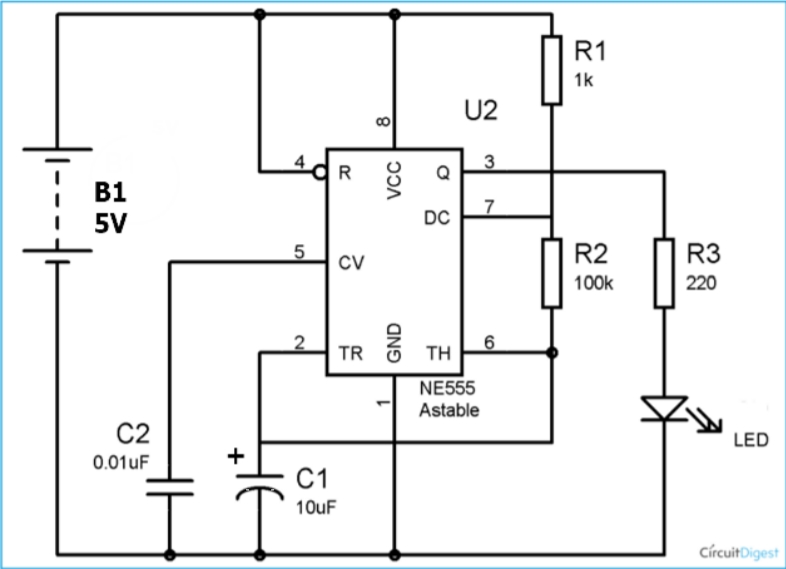 R1
1k
U2
8
4
R
VCC
Q
3
B1
5V
DC
7
5
CV
R2
100k
R3
220
2
TR
GND
TH
6
1
NE555
Astable
C2
0.01uF
+
C1
10uF
LED
CírcuitDigest